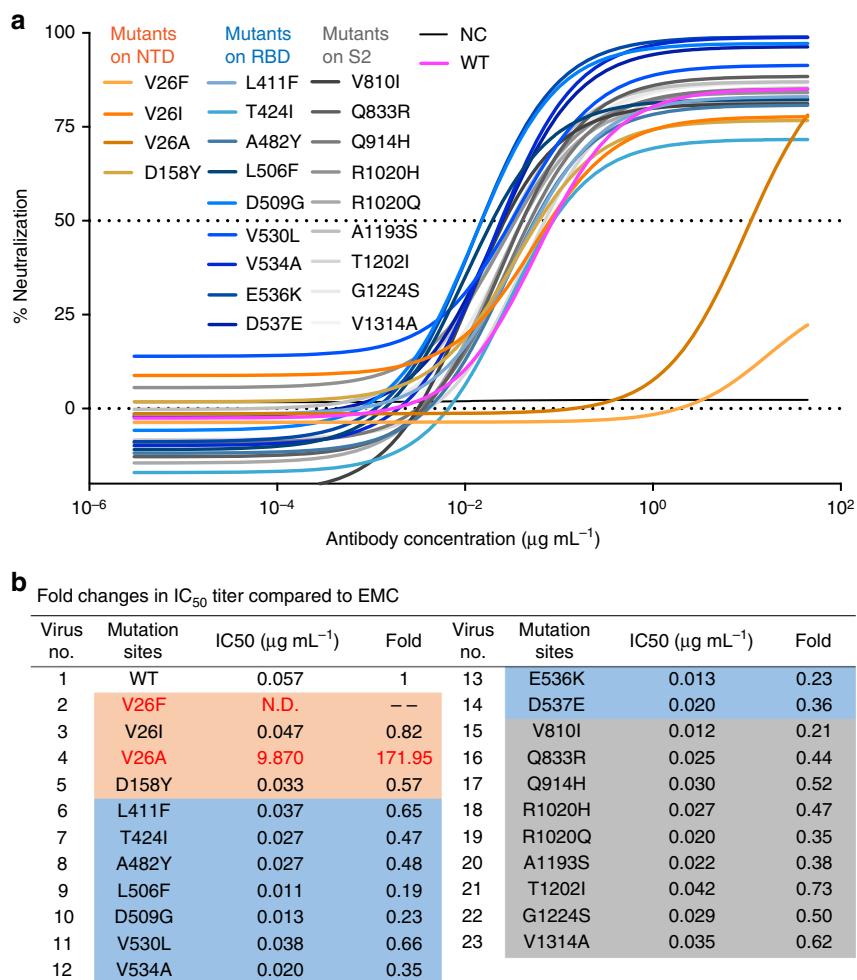 a
Mutants on NTD
V26F
V26I
V26A
D158Y
Mutants on RBD
L411F
T424I
A482Y
L506F
D509G
V530L
V534A
E536K
D537E
Mutants on S2
V810I
Q833R
Q914H
R1020H
R1020Q
A1193S
T1202I
G1224S
V1314A
NC
WT
% Neutralization
100
75
50
25
0
10⁻⁶
10⁻⁴
10⁻²
10⁰
10²
Antibody concentration (μg mL⁻¹)
b
Fold changes in IC₅₀ titer compared to EMC
Virus no. Mutation sites IC50 (μg mL⁻¹) Fold
1 WT 0.057 1
2 V26F N.D. – –
3 V26I 0.047 0.82
4 V26A 9.870 171.95
5 D158Y 0.033 0.57
6 L411F 0.037 0.65
7 T424I 0.027 0.47
8 A482Y 0.027 0.48
9 L506F 0.011 0.19
10 D509G 0.013 0.23
11 V530L 0.038 0.66
12 V534A 0.020 0.35
Virus no. Mutation sites IC50 (μg mL⁻¹) Fold
13 E536K 0.013 0.23
14 D537E 0.020 0.36
15 V810I 0.012 0.21
16 Q833R 0.025 0.44
17 Q914H 0.030 0.52
18 R1020H 0.027 0.47
19 R1020Q 0.020 0.35
20 A1193S 0.022 0.38
21 T1202I 0.042 0.73
22 G1224S 0.029 0.50
23 V1314A 0.035 0.62